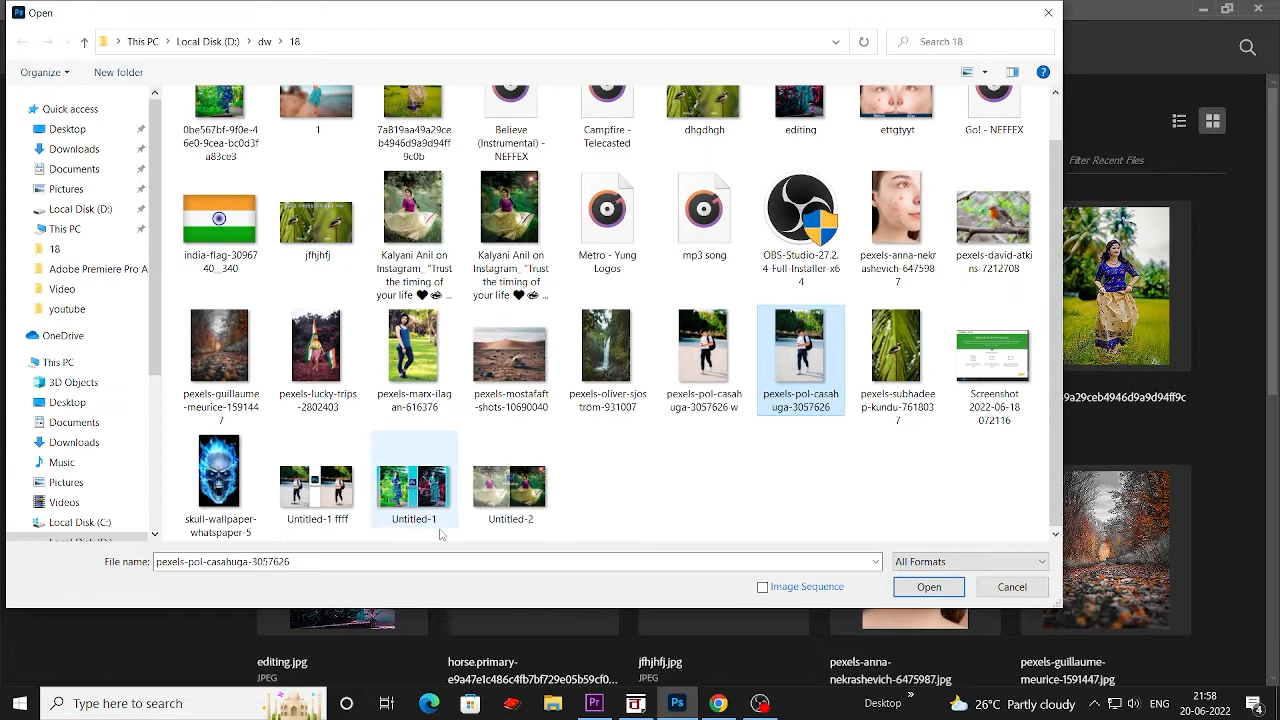 Open
This PC > Local Disk (D:) > dw > 18
Search 18
Organize
New folder
Quick access
Desktop
Downloads
Documents
Pictures
Local Disk (D:)
This PC
18
Adobe Premiere Pro A
Video
youtube
OneDrive
This PC
3D Objects
Desktop
Documents
Downloads
Music
Pictures
Videos
Local Disk (C:)
0be567bf-9f0e-4
6e0-9cea-bc0d3f
a83ce3
1
7a819aa49a29ce
b4946d9a9d94ff
9c0b
Believe
(Instrumental) -
NEFFEX
Campfire -
Telecasted
dhgdhgh
editing
Before
After
ettgtyyt
Go! - NEFFEX
india-flag-30967
40__340
jfhjhfj
Kalyani Anil on
Instagram_ “Trust
the timing of
your life ❤ ...
Kalyani Anil on
Instagram_ “Trust
the timing of
your life ❤ ...
Metro - Yung
Logos
mp3 song
OBS-Studio-27.2.
4-Full-Installer-x6
4
pexels-anna-nekr
ashevich-647598
7
pexels-david-atki
ns-7212708
pexels-guillaume
-meurice-159144
7
pexels-lucky-trips
-2802403
pexels-marx-ilag
an-616376
pexels-mostafaft
-shots-10690040
pexels-oliver-sjos
tröm-931007
pexels-pol-casah
uga-3057626 w
pexels-pol-casah
uga-3057626
pexels-subhadee
p-kundu-761803
7
Screenshot
2022-06-18
072116
skull-wallpaper-
whatspaper-5
Untitled-1 ffff
Untitled-1
Untitled-2
File name:
pexels-pol-casahuga-3057626
All Formats
Image Sequence
Open
Cancel
Filter Recent Files
9a29ceb4946d9a9d94ff9c
editing.jpg
JPEG
horse.primary-
e9a47e1c96df4bf729e05b59cf0...
jfhjhfj.jpg
JPEG
pexels-anna-
nekrashevich-6475987.jpg
pexels-guillaume-
meurice-1591447.jpg
Type here to search
Pr
Ps
Desktop
29°C Partly cloudy
ENG
21:58
20-06-2022
4